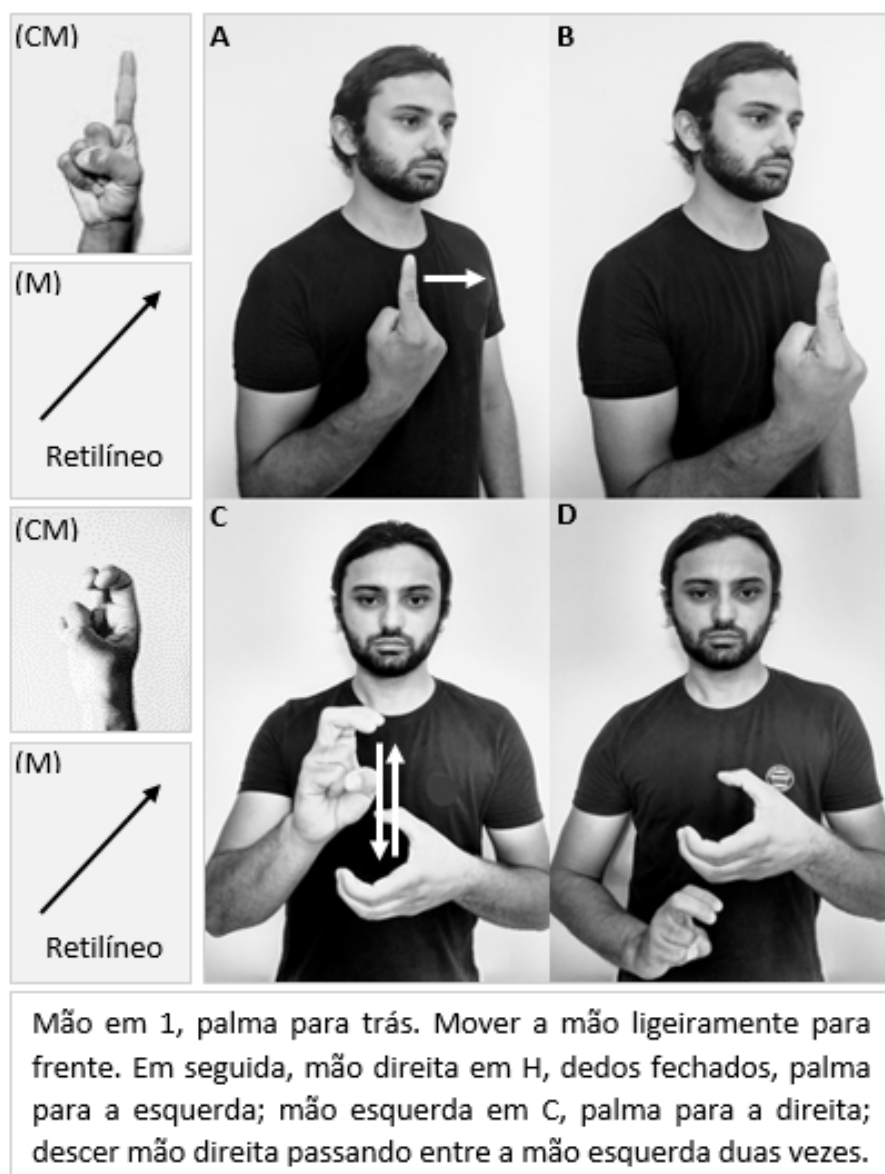 (CM)
A
B
(M)
Retilíneo
(CM)
C
D
(M)
Retilíneo
Mão em 1, palma para trás. Mover a mão ligeiramente para
frente. Em seguida, mão direita em H, dedos fechados, palma
para a esquerda; mão esquerda em C, palma para a direita;
descer mão direita passando entre a mão esquerda duas vezes.